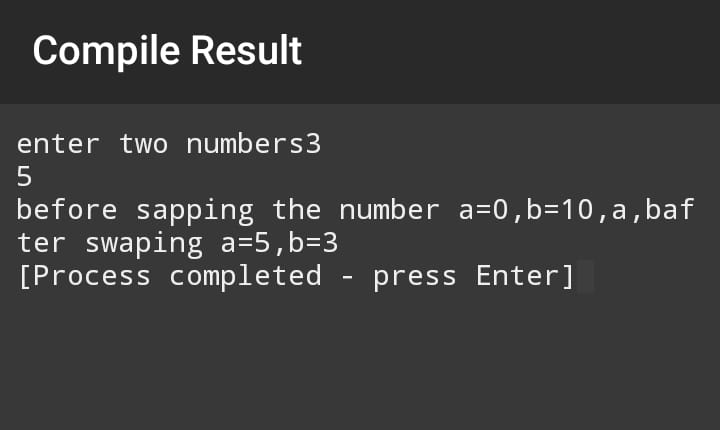 Compile Result
enter two numbers3
5
before sapping the number a=0,b=10,a,baf
ter swaping a=5,b=3
[Process completed - press Enter]